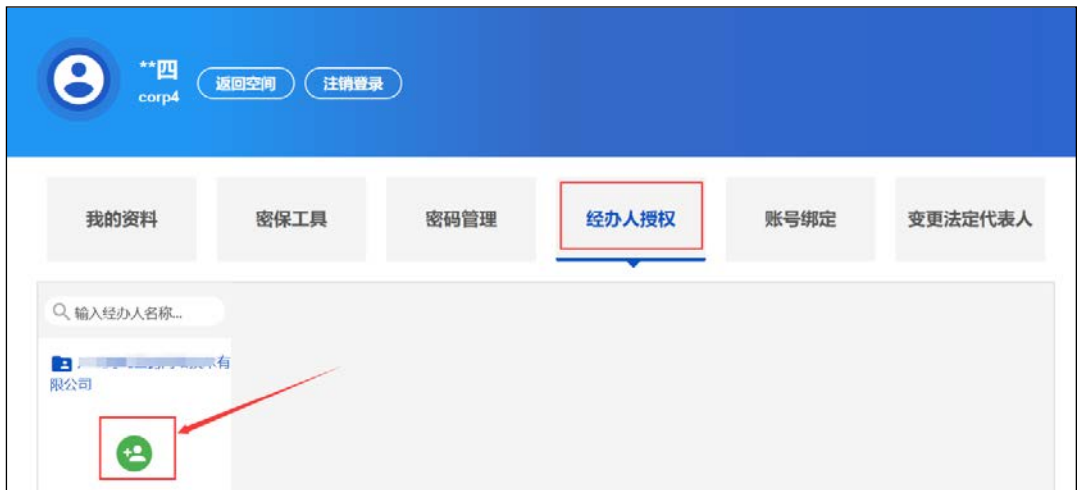 **四
corp4
返回空间
注销登录
我的资料
密保工具
密码管理
经办人授权
账号绑定
变更法定代表人
输入经办人名称...
有
限公司